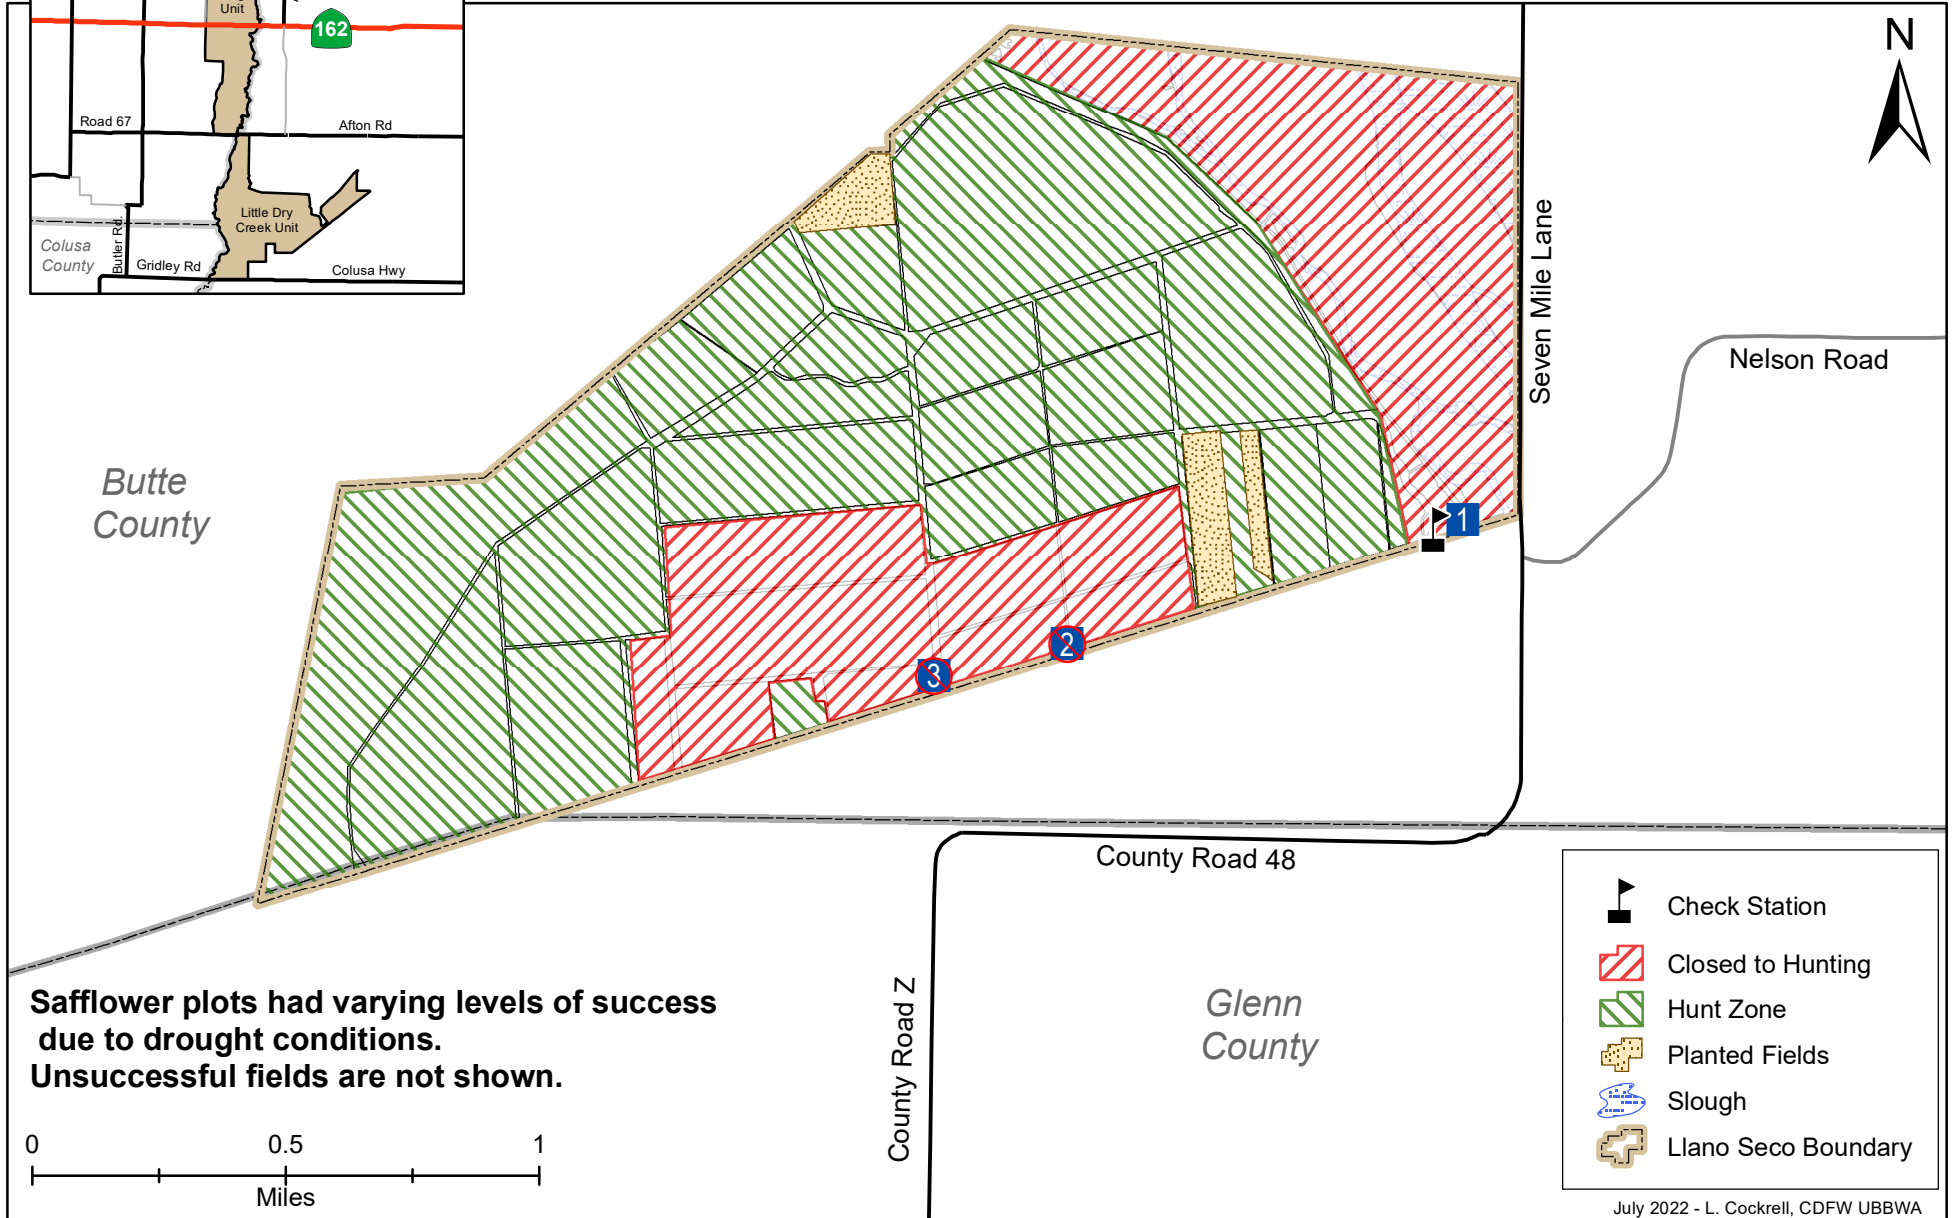 Unit
162
Road 67
Afton Rd
Little Dry
Creek Unit
Butler Rd.
Colusa
County
Gridley Rd
Colusa Hwy
N
Seven Mile Lane
Nelson Road
Butte
County
1
2
3
County Road 48
County Road Z
Glenn
County
Safflower plots had varying levels of success
due to drought conditions.
Unsuccessful fields are not shown.
0 0.5 1
Miles
Check Station
Closed to Hunting
Hunt Zone
Planted Fields
Slough
Llano Seco Boundary
July 2022 - L. Cockrell, CDFW UBBWA